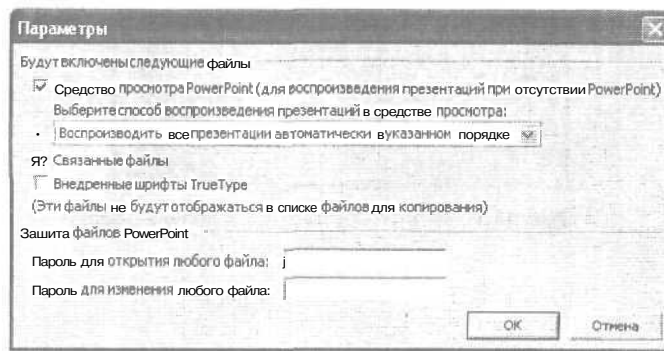 Параметры
Будут включены следующие файлы
Средство просмотра PowerPoint (для воспроизведения презентаций при отсутствии PowerPoint)
Выберите способ воспроизведения презентаций в средстве просмотра:
Воспроизводить все презентации автоматически в указанном порядке
Я? Связанные файлы
Внедренные шрифты TrueType
(Эти файлы не будут отображаться в списке файлов для копирования)
Зашита файлов PowerPoint
Пароль для открытия любого файла: j
Пароль для изменения любого файла:
OK Отмена